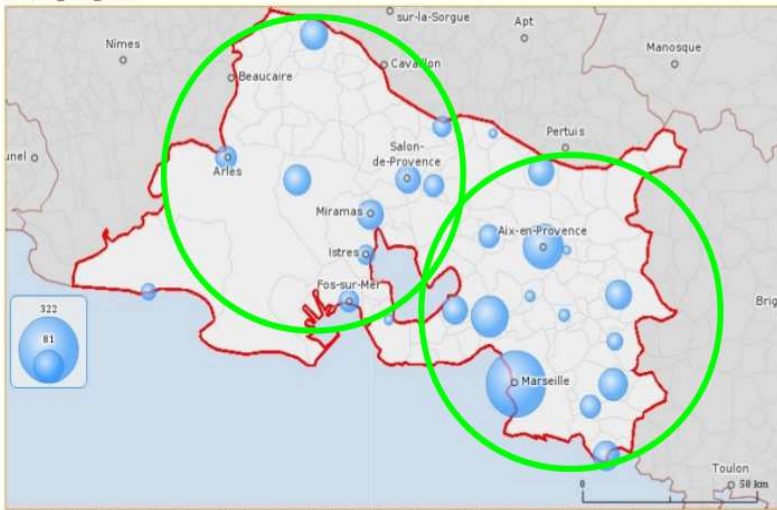 sur-la-Sorgue
Apt
Nîmes
Manosque
Cavaillon
Beaucaire
Pertuis
Salon-
de-Provence
Arles
Miramas
Aix-en-Provence
Istres
Fos-sur-Mer
322
81
Brig
Marseille
Toulon
0
50 km